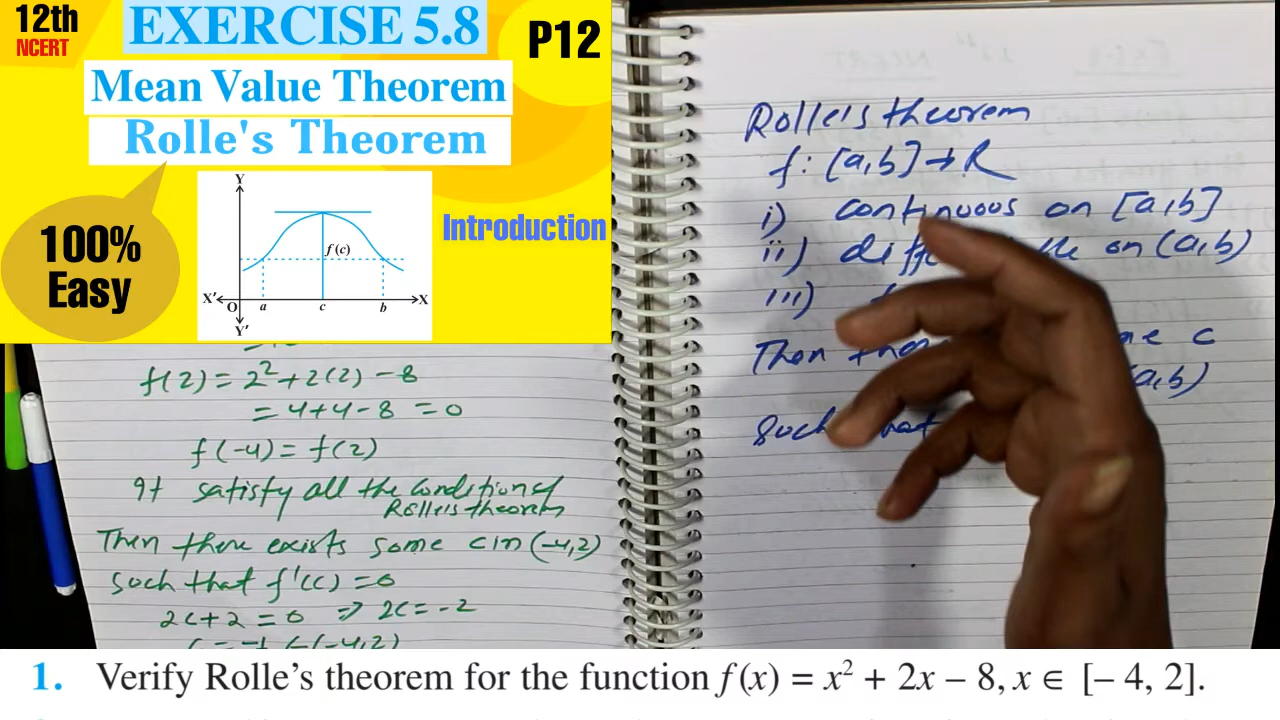 12th
NCERT
EXERCISE 5.8
P12
Mean Value Theorem
Rolle's Theorem
100%
Easy
Introduction
Y
f(c)
X' O a c b X
Y'
f(2) = 2² + 2(2) - 8
= 4+4-8 = 0
f(-4) = f(2)
It satisfy all the conditions of
Rolle's theorem
Then there exists some c in (-4,2)
such that f'(c) = 0
2c+2 = 0 ⇒ 2c = -2
c = -1 ∈ (-4,2)
Rolle's theorem
f: [a,b] → R
i) continuous on [a,b]
ii) on (a,b)
iii)
Then c
(a,b)
such
1. Verify Rolle's theorem for the function f(x) = x² + 2x – 8, x ∈ [– 4, 2].